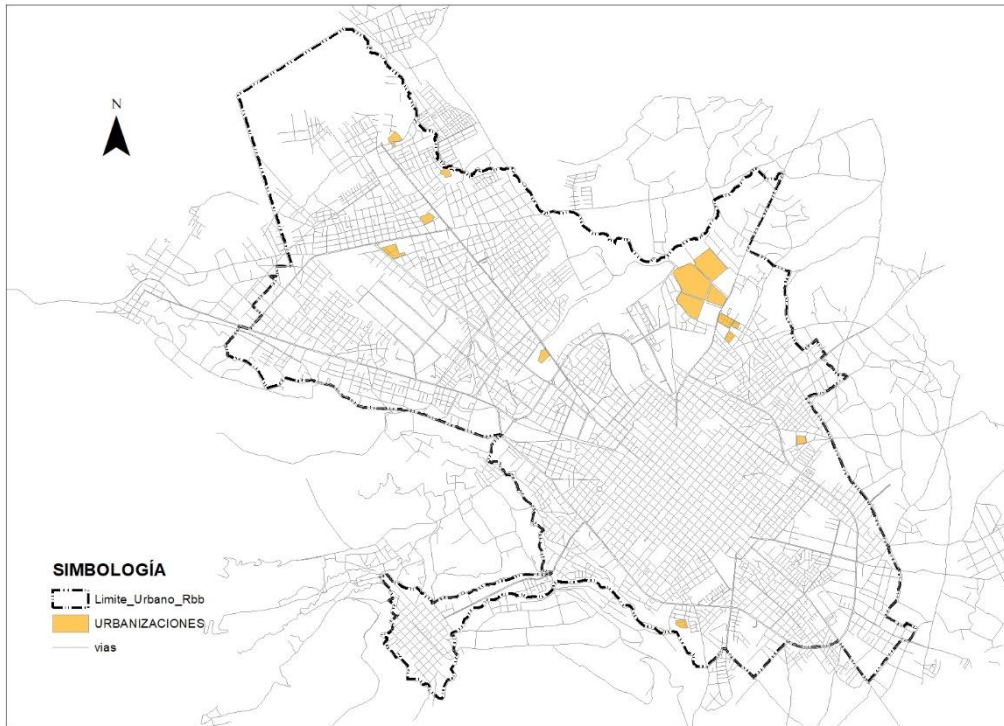 N
SIMBOLOGÍA
Limite_Urbano_Rbb
URBANIZACIONES
vias